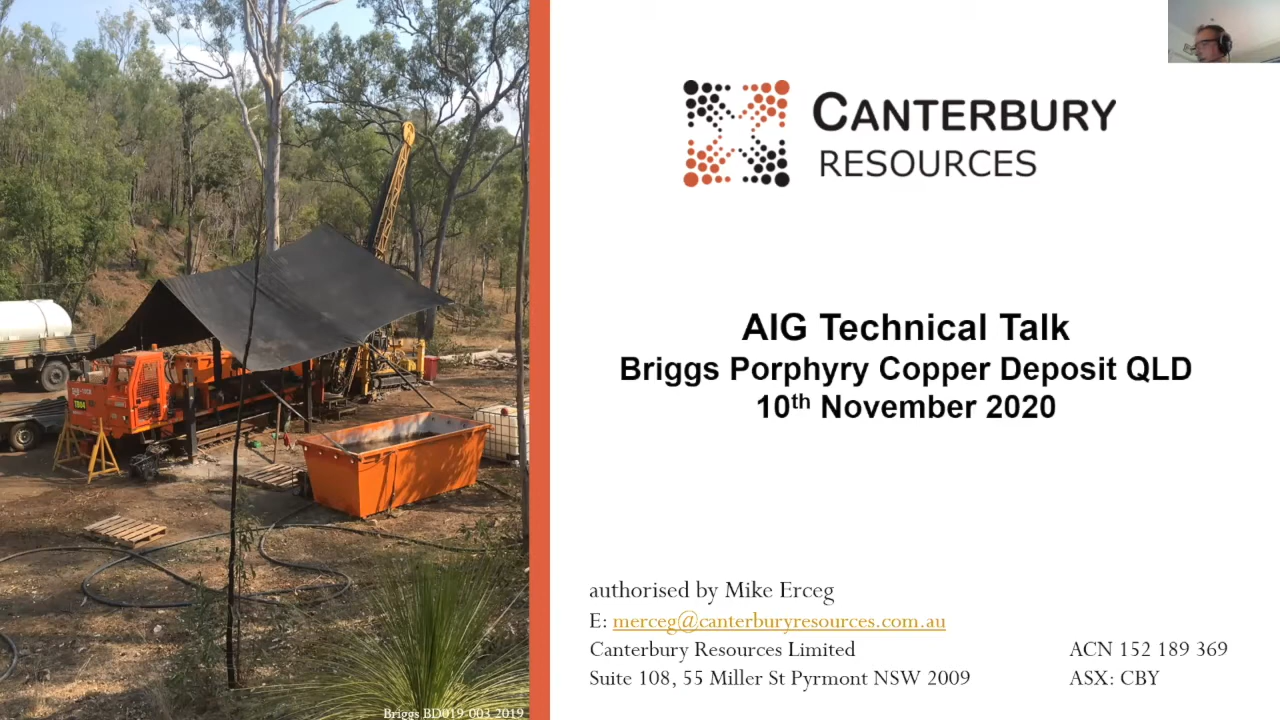 CANTERBURY
RESOURCES
AIG Technical Talk
Briggs Porphyry Copper Deposit QLD
10th November 2020
authorised by Mike Erceg
E: merceg@canterburyresources.com.au
Canterbury Resources Limited
ACN 152 189 369
Suite 108, 55 Miller St Pyrmont NSW 2009
ASX: CBY
Briggs BD019-003 2019